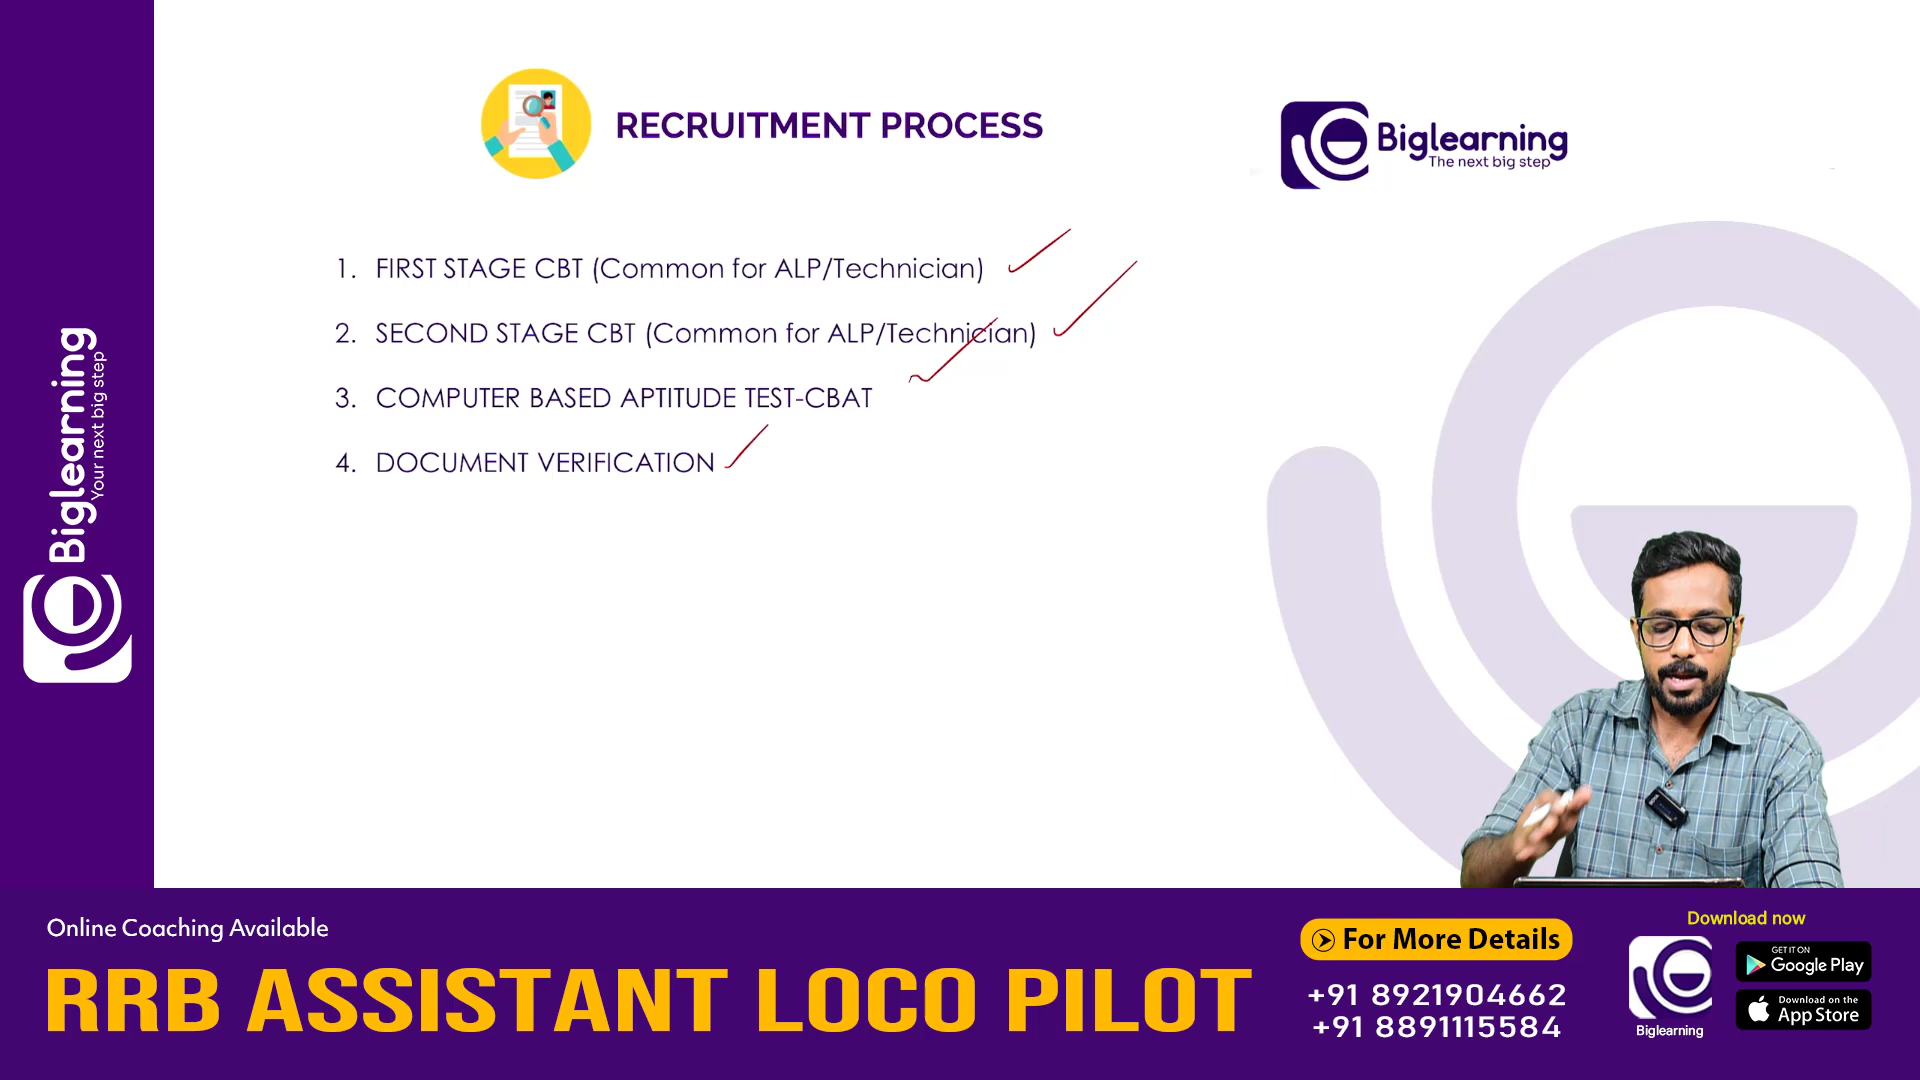 RECRUITMENT PROCESS
Biglearning
The next big step
1. FIRST STAGE CBT (Common for ALP/Technician)
2. SECOND STAGE CBT (Common for ALP/Technician)
3. COMPUTER BASED APTITUDE TEST-CBAT
4. DOCUMENT VERIFICATION
Biglearning
Your next big step
Online Coaching Available
RRB ASSISTANT LOCO PILOT
For More Details
+91 8921904662
+91 8891115584
Download now
Biglearning
GET IT ON
Google Play
Download on the
App Store